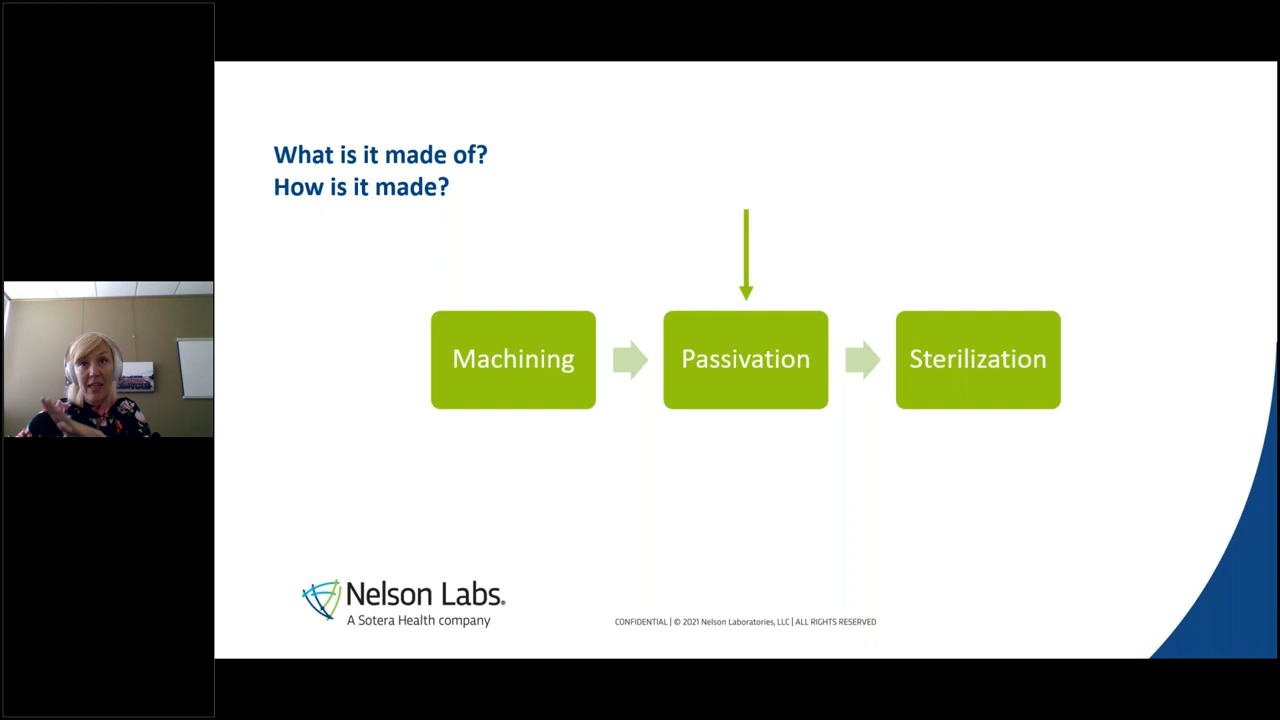 What is it made of?
How is it made?
Machining
Passivation
Sterilization
Nelson Labs®
A Sotera Health company
CONFIDENTIAL | © 2021 Nelson Laboratories, LLC | ALL RIGHTS RESERVED